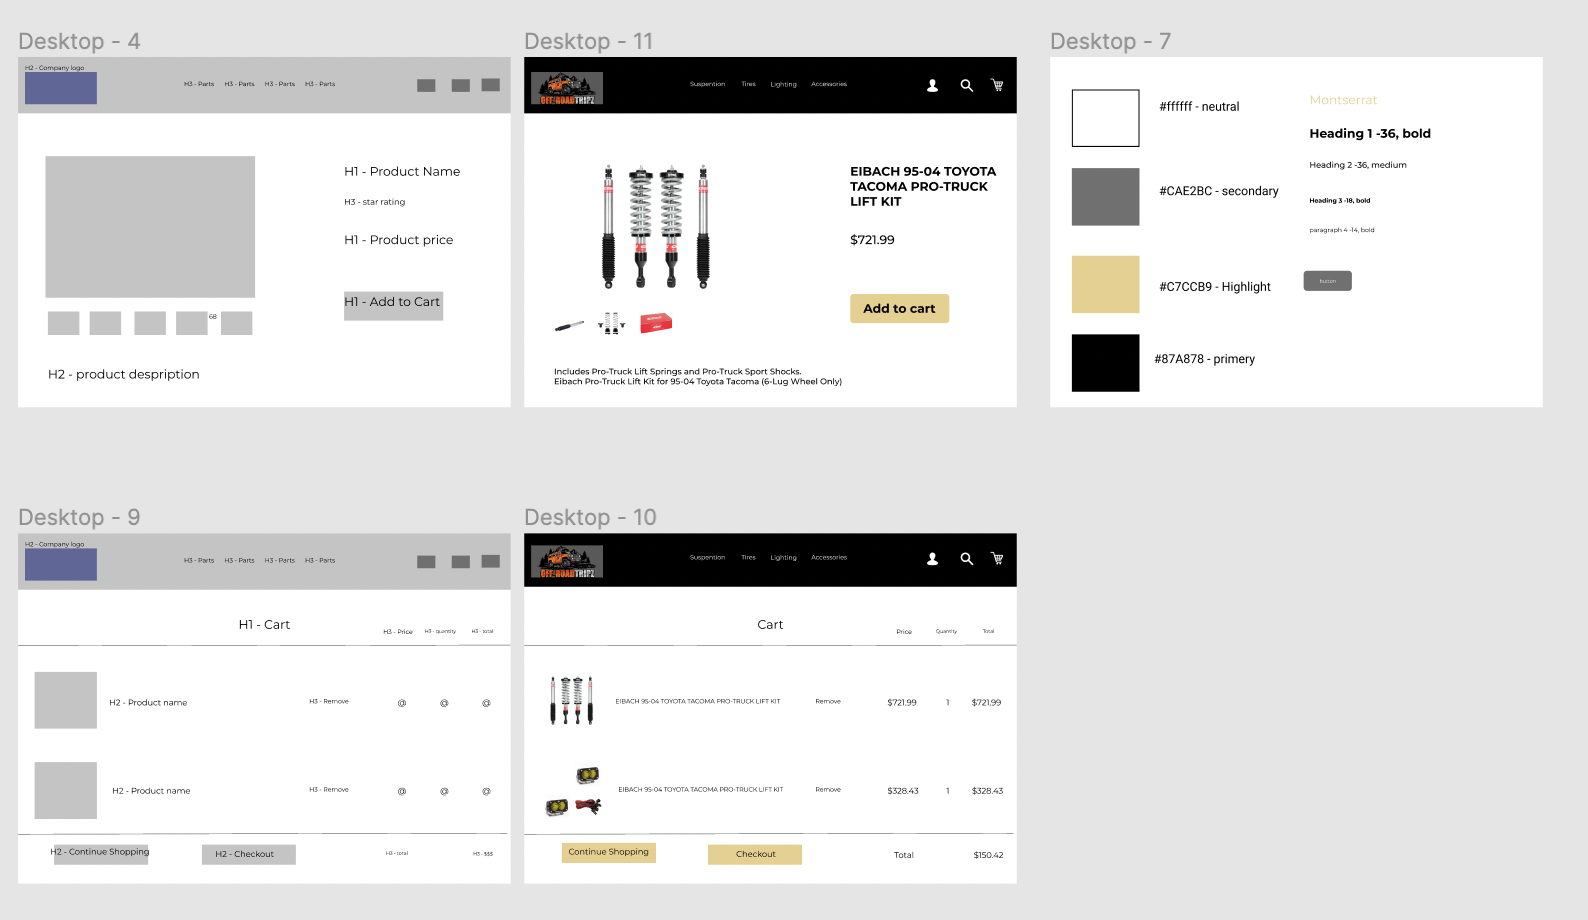 Desktop - 4
H2 - Company logo
H3 - Parts H3 - Parts H3 - Parts H3 - Parts
H1 - Product Name
H3 - star rating
H1 - Product price
H1 - Add to Cart
68
H2 - product despription
Desktop - 11
OFF ROAD TRIPZ
Suspention Tires Lighting Accessories
EIBACH 95-04 TOYOTA
TACOMA PRO-TRUCK
LIFT KIT
$721.99
Add to cart
Includes Pro-Truck Lift Springs and Pro-Truck Sport Shocks.
Eibach Pro-Truck Lift Kit for 95-04 Toyota Tacoma (6-Lug Wheel Only)
Desktop - 7
#ffffff - neutral
#CAE2BC - secondary
#C7CCB9 - Highlight
#87A878 - primery
Montserrat
Heading 1 -36, bold
Heading 2 -36, medium
Heading 3 -18, bold
paragraph 4 -14, bold
button
Desktop - 9
H2 - Company logo
H3 - Parts H3 - Parts H3 - Parts H3 - Parts
H1 - Cart
H3 - Price H3 - quantity H3 - total
H2 - Product name H3 - Remove @ @ @
H2 - Product name H3 - Remove @ @ @
H2 - Continue Shopping H2 - Checkout H3 - total H3 - $$$
Desktop - 10
OFF ROAD TRIPZ
Suspention Tires Lighting Accessories
Cart
Price Quantity Total
EIBACH 95-04 TOYOTA TACOMA PRO-TRUCK LIFT KIT Remove $721.99 1 $721.99
EIBACH 95-04 TOYOTA TACOMA PRO-TRUCK LIFT KIT Remove $328.43 1 $328.43
Continue Shopping Checkout Total $150.42